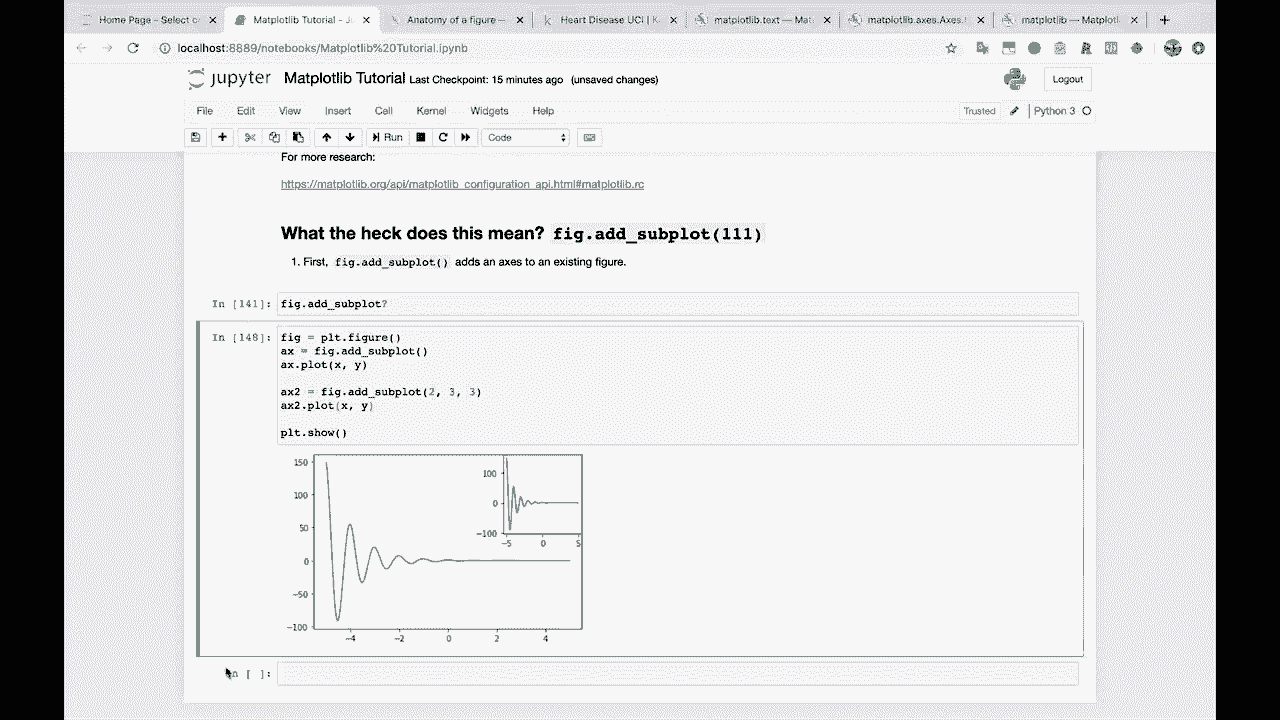 Home Page - Select c
Matplotlib Tutorial - Ju
Anatomy of a figure —
Heart Disease UCI | K
matplotlib.text — Mat
matplotlib.axes.Axes.
matplotlib — Matplotl
localhost:8889/notebooks/Matplotlib%20Tutorial.ipynb
jupyter Matplotlib Tutorial Last Checkpoint: 15 minutes ago (unsaved changes)
Logout
File Edit View Insert Cell Kernel Widgets Help
Trusted
Python 3
Run
Code
For more research:
https://matplotlib.org/api/matplotlib_configuration_api.html#matplotlib.rc
What the heck does this mean? fig.add_subplot(111)
1. First, fig.add_subplot() adds an axes to an existing figure.
In [141]: fig.add_subplot?
In [148]: fig = plt.figure()
ax = fig.add_subplot()
ax.plot(x, y)
ax2 = fig.add_subplot(2, 3, 3)
ax2.plot(x, y)
plt.show()
150
100
50
0
−50
−100
−4 −2 0 2 4
100
0
−100
−5 0 5
In [ ]: